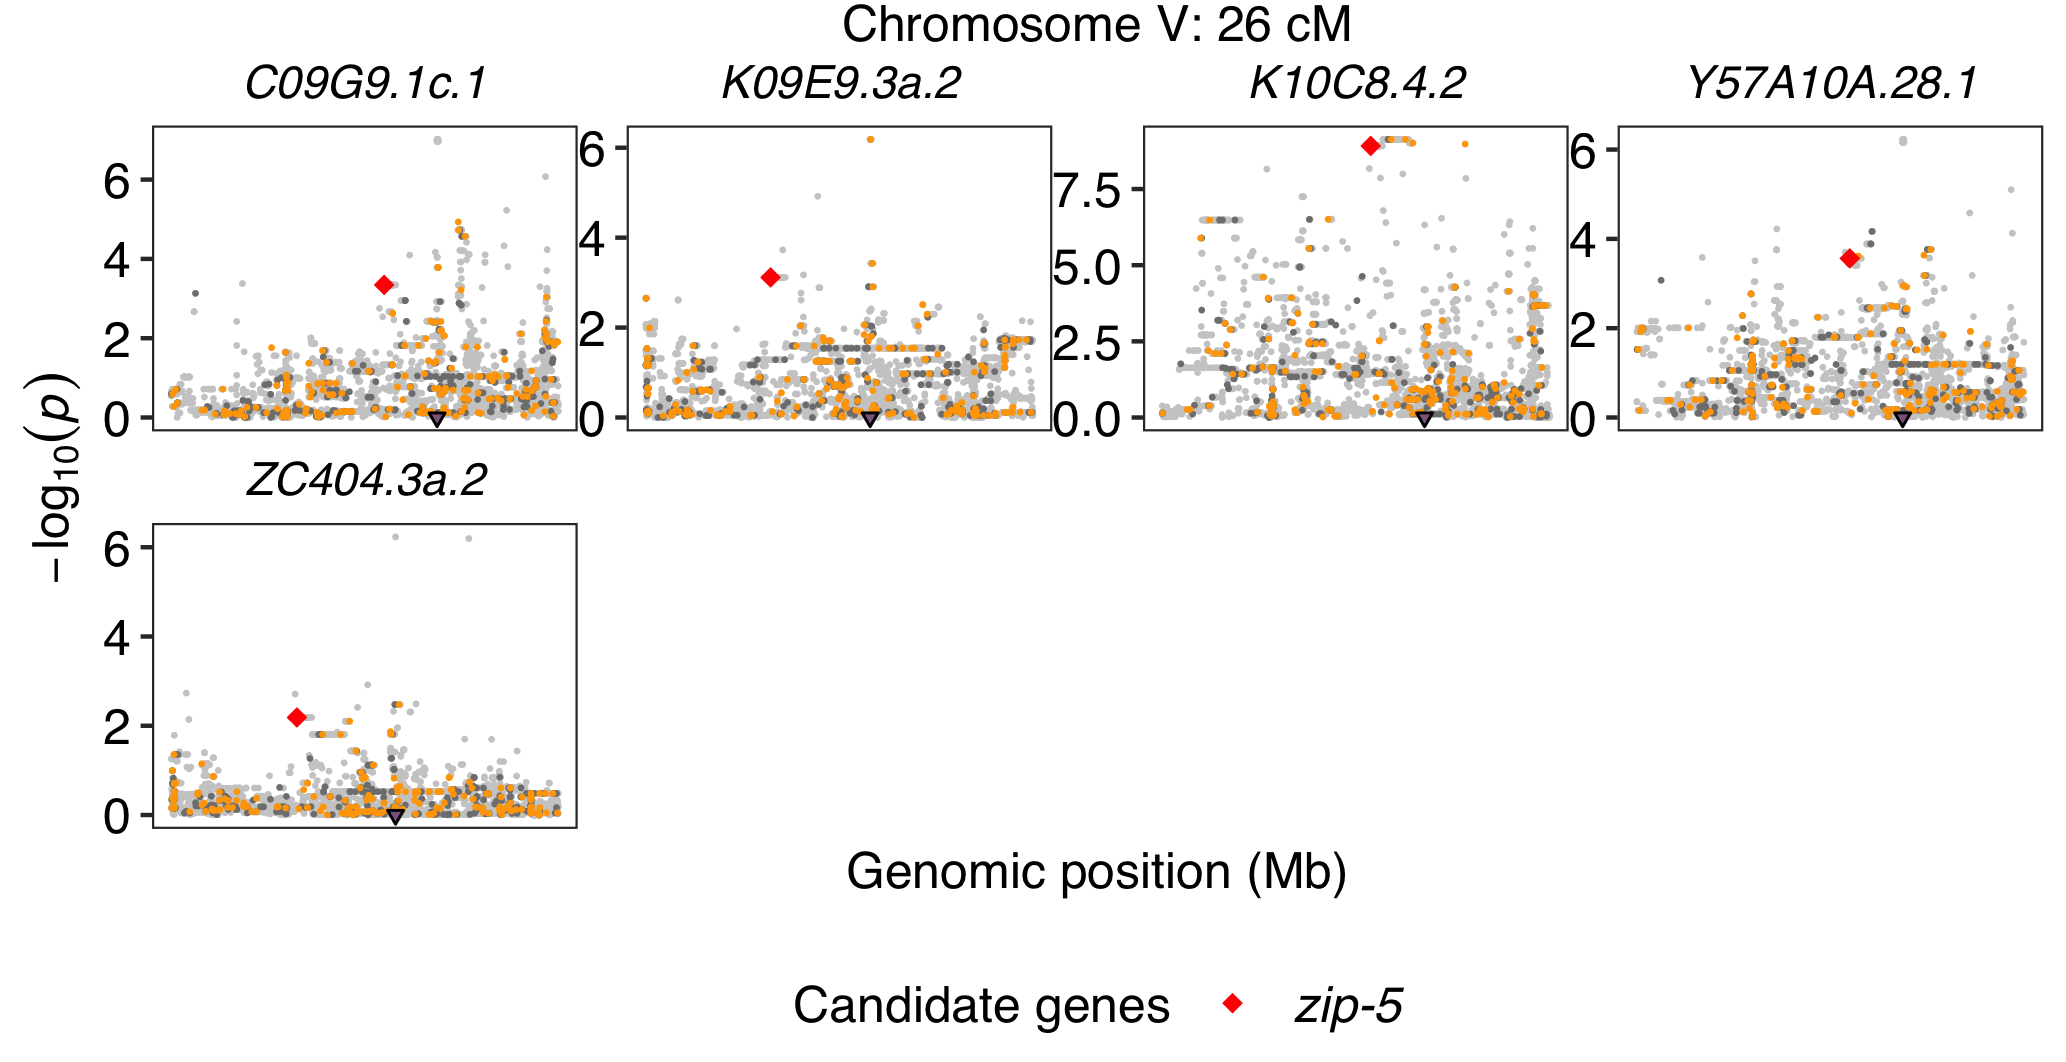 Chromosome V: 26 cM
C09G9.1c.1
K09E9.3a.2
K10C8.4.2
Y57A10A.28.1
6
4
2
0
6
4
2
0
7.5
5.0
2.5
0.0
6
4
2
0
ZC404.3a.2
6
4
2
0
−log10(p)
Genomic position (Mb)
Candidate genes zip-5